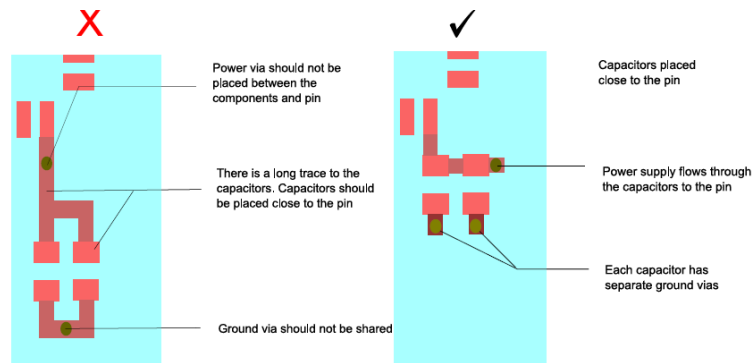 X
✓
Power via should not be
placed between the
components and pin
There is a long trace to the
capacitors. Capacitors should
be placed close to the pin
Ground via should not be shared
Capacitors placed
close to the pin
Power supply flows through
the capacitors to the pin
Each capacitor has
separate ground vias